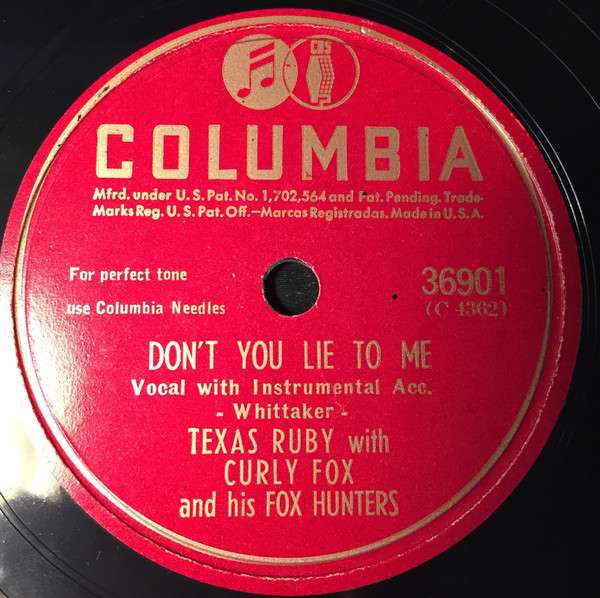 CBS
COLUMBIA
Mfrd. under U.S. Pat. No. 1,702,564 and Pat. Pending. Trade-
Marks Reg. U.S. Pat. Off.—Marcas Registradas. Made in U.S.A.
For perfect tone
use Columbia Needles
36901
(C 4362)
DON'T YOU LIE TO ME
Vocal with Instrumental Acc.
- Whittaker -
TEXAS RUBY with
CURLY FOX
and his FOX HUNTERS